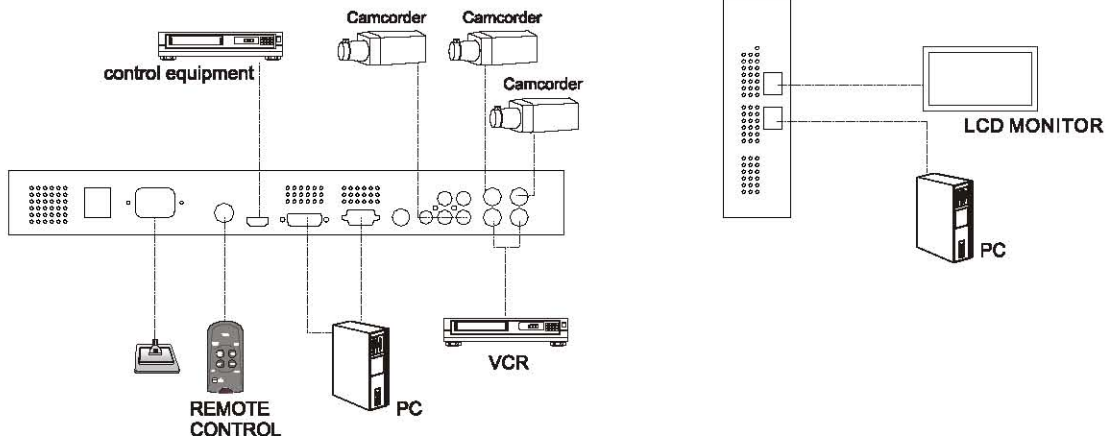 Camcorder
Camcorder
control equipment
Camcorder
LCD MONITOR
PC
VCR
REMOTE
CONTROL
PC